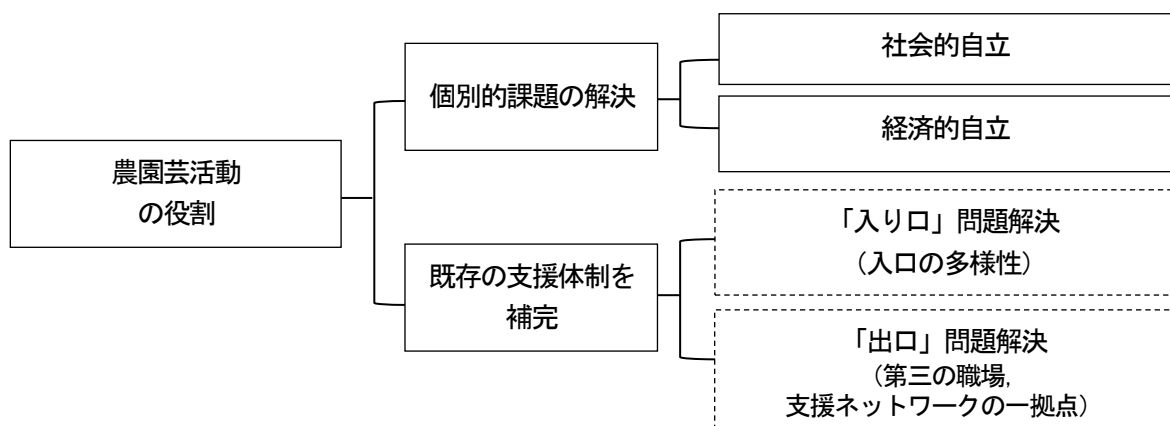 農園芸活動
の役割
個別的課題の解決
社会的自立
経済的自立
既存の支援体制を
補完
「入り口」問題解決
（入口の多様性）
「出口」問題解決
（第三の職場,
支援ネットワークの一拠点）